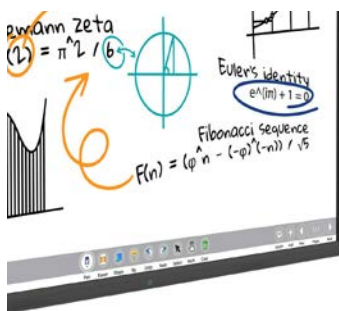 emann zeta
(2) = π^2 / 6
Euler's identity
e^(iπ) + 1 = 0
Fibonacci sequence
F(n) = (φ^n - (-φ)^(-n)) / √5